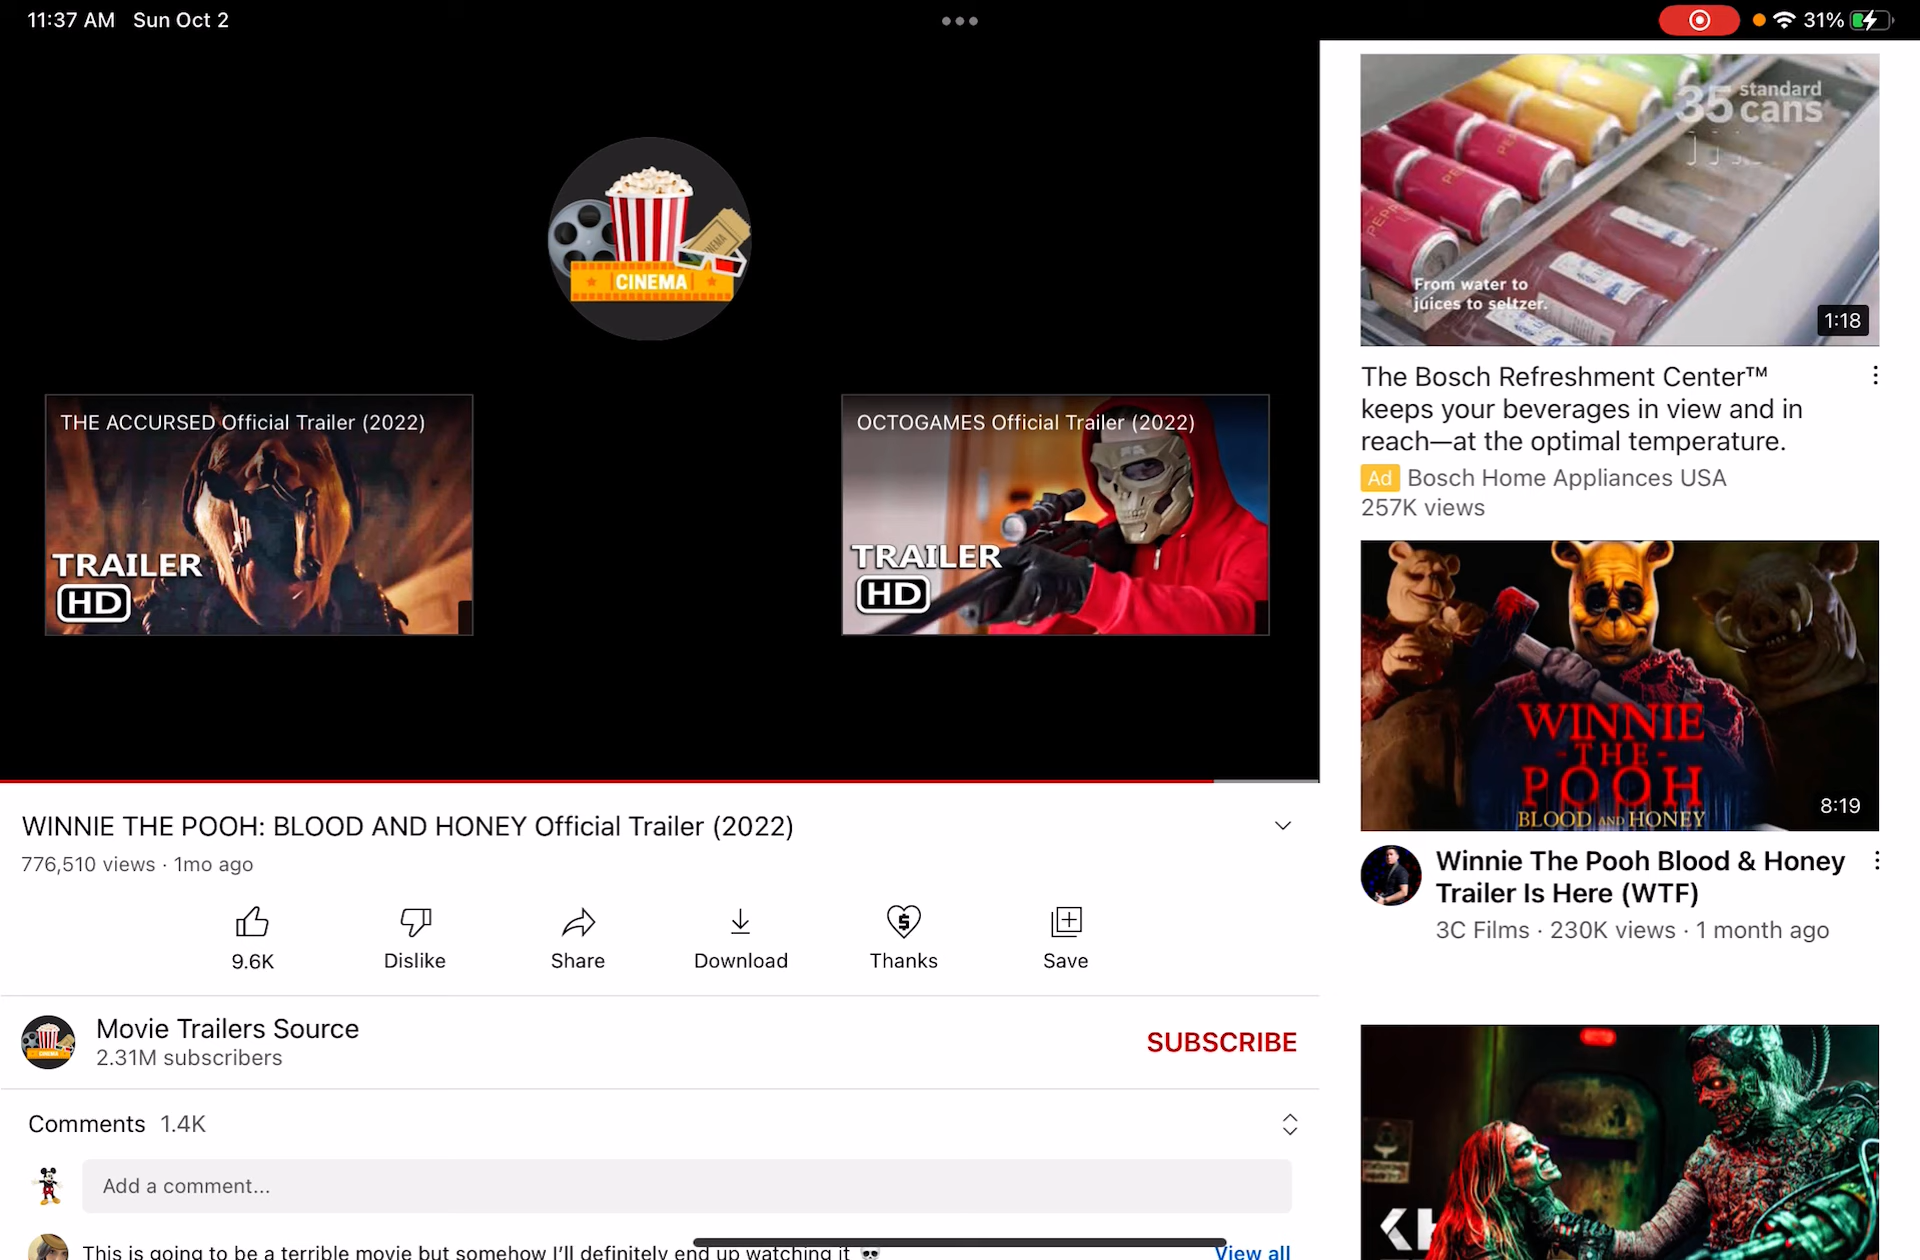 11:37 AM Sun Oct 2
31%
CINEMA
CINEMA
THE ACCURSED Official Trailer (2022)
TRAILER
HD
OCTOGAMES Official Trailer (2022)
TRAILER
HD
WINNIE THE POOH: BLOOD AND HONEY Official Trailer (2022)
776,510 views · 1mo ago
9.6K
Dislike
Share
Download
Thanks
Save
Movie Trailers Source
2.31M subscribers
SUBSCRIBE
Comments 1.4K
Add a comment...
This is going to be a terrible movie but somehow I'll definitely end up watching it 💀
View all
35 standard
cans
From water to
juices to seltzer.
1:18
The Bosch Refreshment Center™
keeps your beverages in view and in
reach—at the optimal temperature.
Ad Bosch Home Appliances USA
257K views
WINNIE
-THE-
POOH
BLOOD AND HONEY
8:19
Winnie The Pooh Blood & Honey
Trailer Is Here (WTF)
3C Films · 230K views · 1 month ago